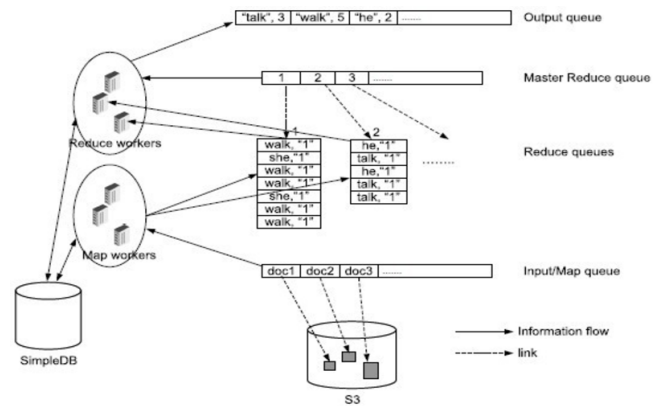 "talk", 3 "walk", 5 "he", 2 ........ Output queue
1 2 3 ........ Master Reduce queue
Reduce workers
1 2
walk, "1"
she,"1"
walk, "1"
walk, "1"
she,"1"
walk, "1"
walk, "1"
he,"1"
talk, "1"
he,"1"
talk, "1"
talk, "1"
........ Reduce queues
Map workers
doc1 doc2 doc3 ........ Input/Map queue
SimpleDB
S3
Information flow
link